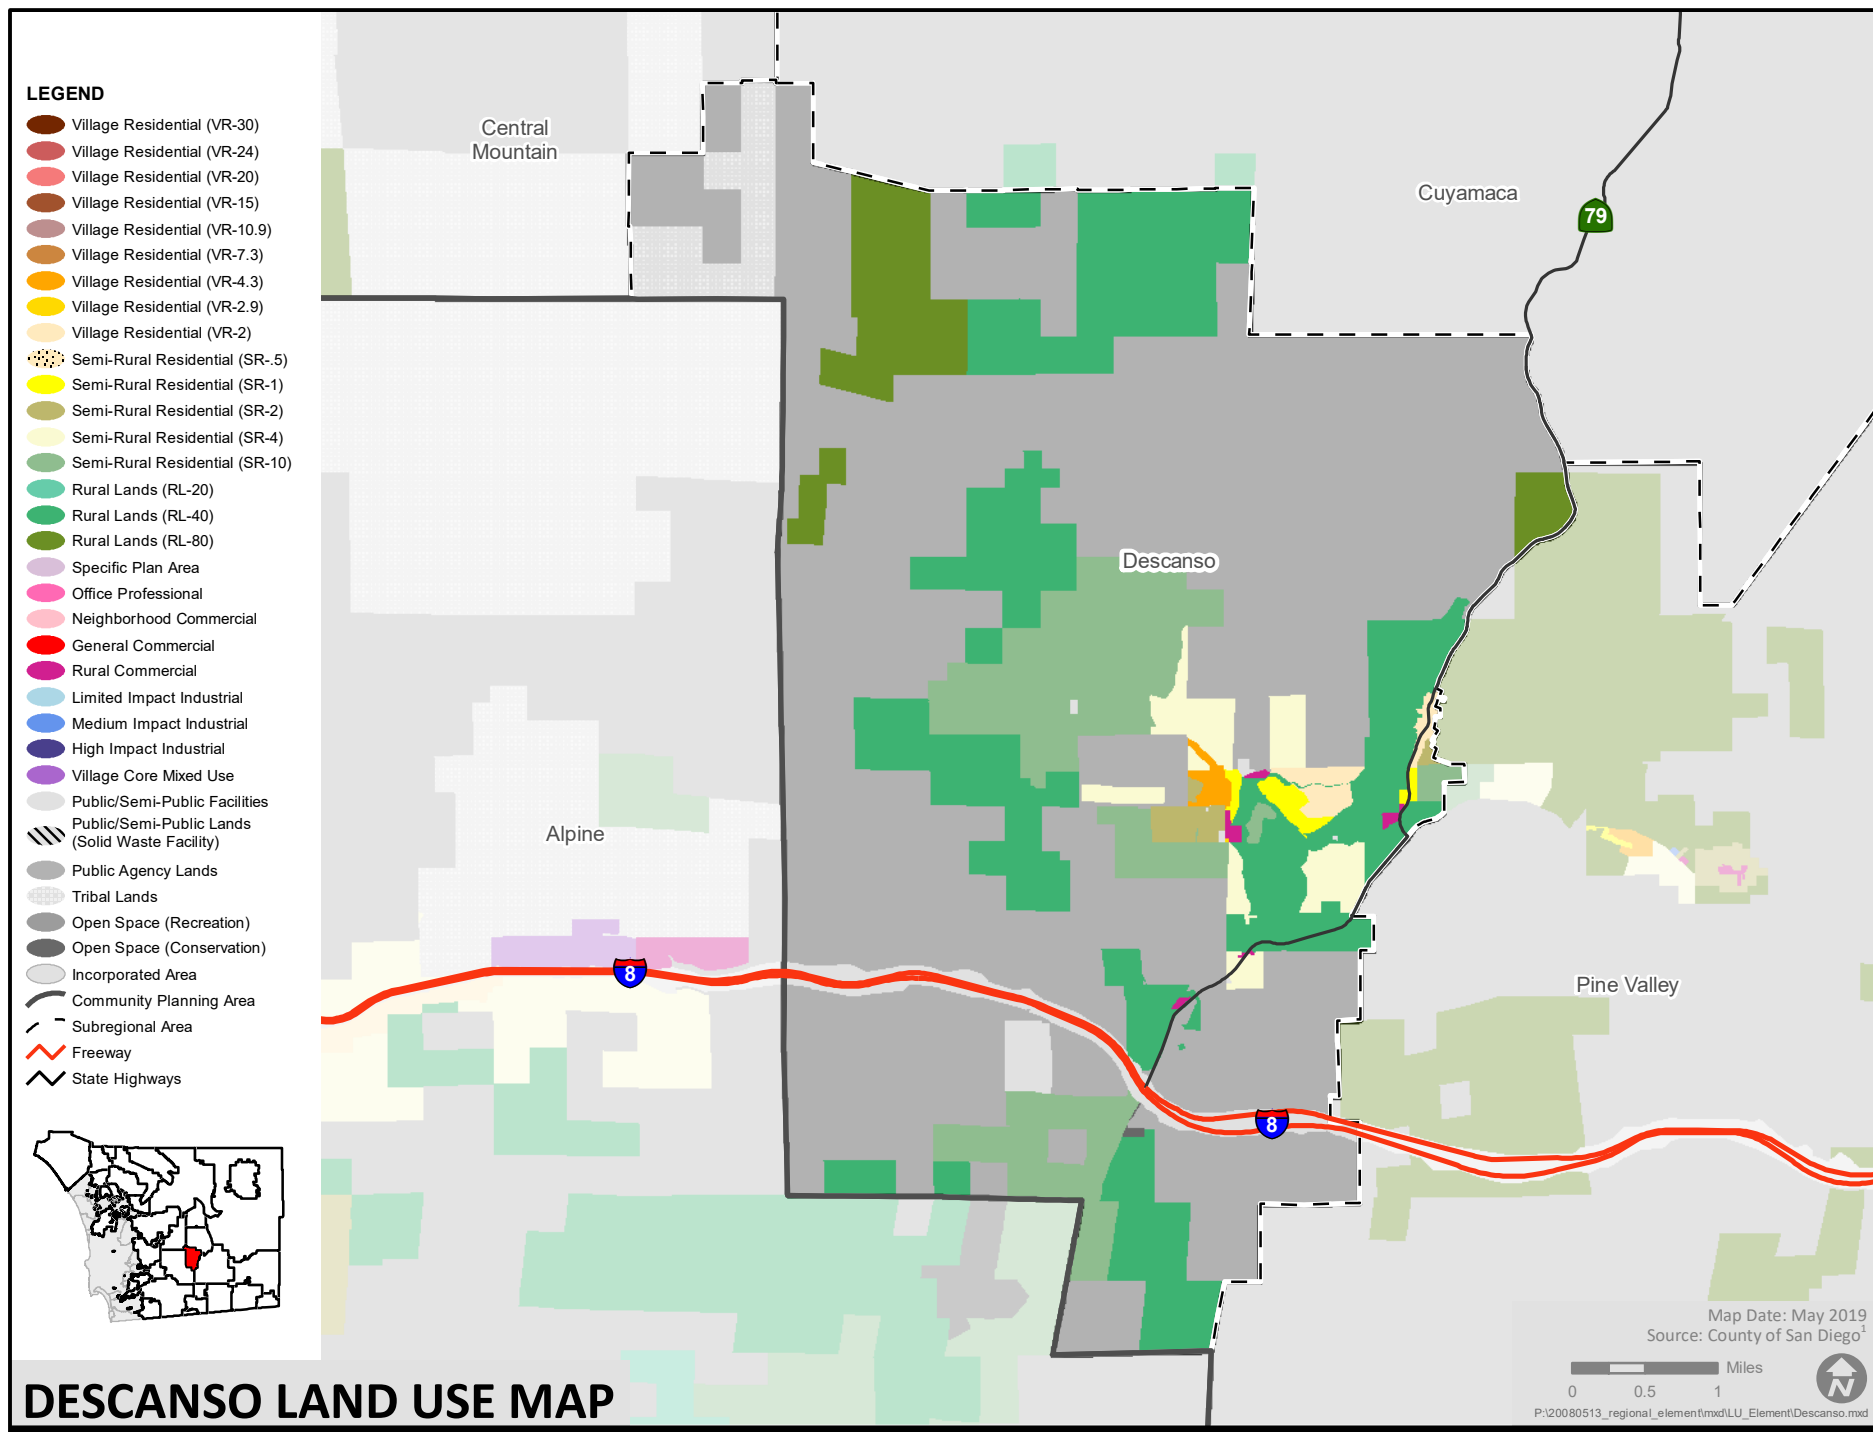 LEGEND
Village Residential (VR-30)
Village Residential (VR-24)
Village Residential (VR-20)
Village Residential (VR-15)
Village Residential (VR-10.9)
Village Residential (VR-7.3)
Village Residential (VR-4.3)
Village Residential (VR-2.9)
Village Residential (VR-2)
Semi-Rural Residential (SR-.5)
Semi-Rural Residential (SR-1)
Semi-Rural Residential (SR-2)
Semi-Rural Residential (SR-4)
Semi-Rural Residential (SR-10)
Rural Lands (RL-20)
Rural Lands (RL-40)
Rural Lands (RL-80)
Specific Plan Area
Office Professional
Neighborhood Commercial
General Commercial
Rural Commercial
Limited Impact Industrial
Medium Impact Industrial
High Impact Industrial
Village Core Mixed Use
Public/Semi-Public Facilities
Public/Semi-Public Lands
(Solid Waste Facility)
Public Agency Lands
Tribal Lands
Open Space (Recreation)
Open Space (Conservation)
Incorporated Area
Community Planning Area
Subregional Area
Freeway
State Highways
Central
Mountain
Cuyamaca
79
Descanso
Alpine
8
Pine Valley
8
Map Date: May 2019
Source: County of San Diego1
Miles
0 0.5 1
N
P:\20080513_regional_element\mxd\LU_Element\Descanso.mxd
DESCANSO LAND USE MAP